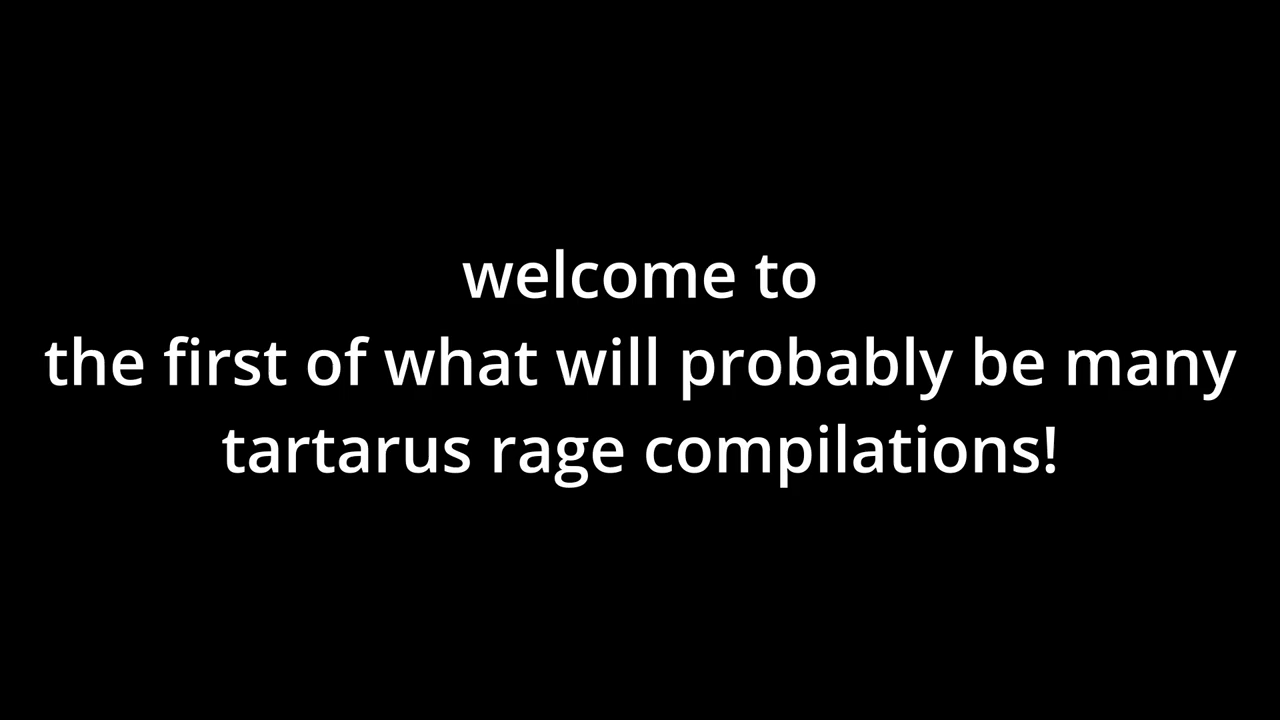 welcome to
the first of what will probably be many
tartarus rage compilations!